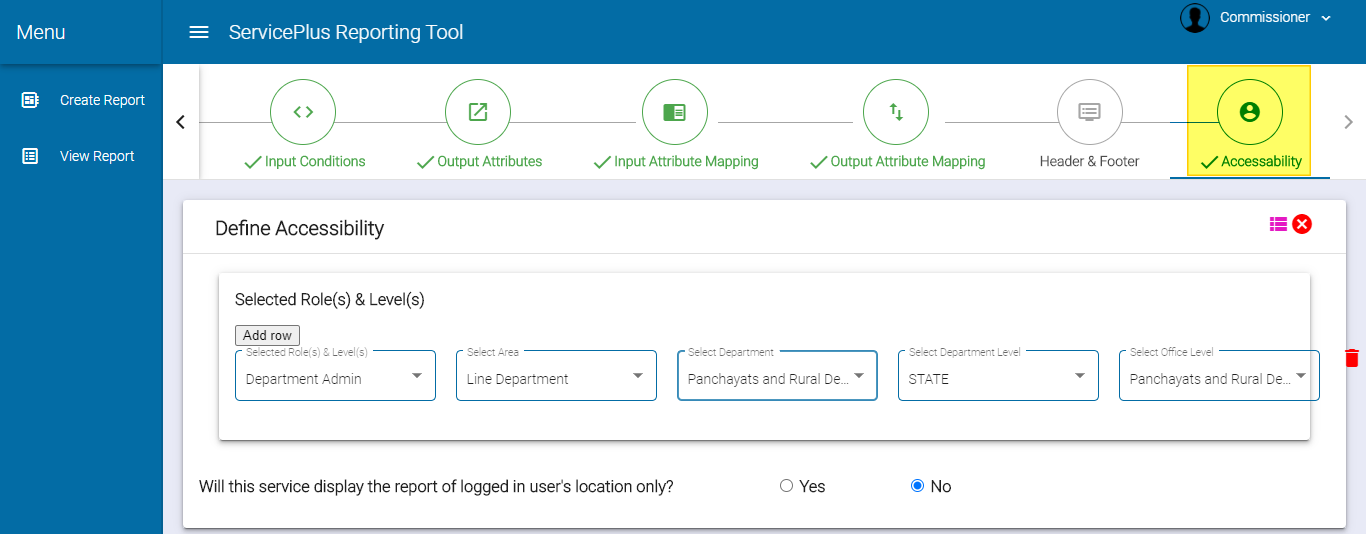 Menu
ServicePlus Reporting Tool
Commissioner
Create Report
View Report
Input Conditions
Output Attributes
Input Attribute Mapping
Output Attribute Mapping
Header & Footer
Accessability
Define Accessibility
Selected Role(s) & Level(s)
Add row
Selected Role(s) & Level(s)
Department Admin
Select Area
Line Department
Select Department
Panchayats and Rural De...
Select Department Level
STATE
Select Office Level
Panchayats and Rural De...
Will this service display the report of logged in user's location only?
Yes
No